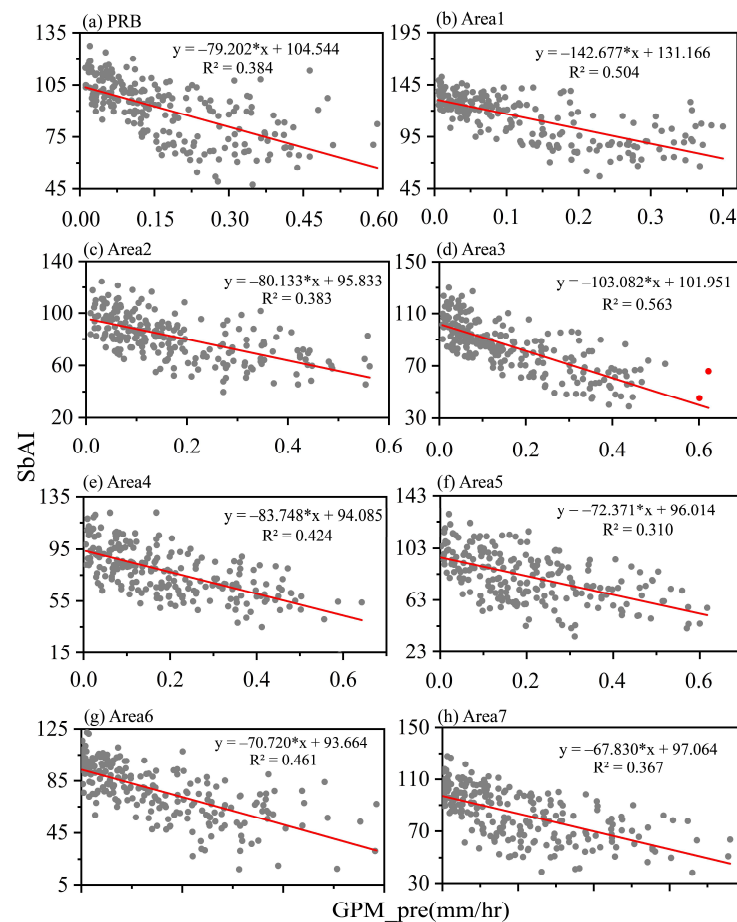 (a) PRB
y = –79.202*x + 104.544
R² = 0.384
135
105
75
45
0.00 0.15 0.30 0.45 0.60
(b) Area1
y = –142.677*x + 131.166
R² = 0.504
195
145
95
45
0.0 0.1 0.2 0.3 0.4
(c) Area2
y = –80.133*x + 95.833
R² = 0.383
140
100
60
20
0.0 0.2 0.4 0.6
(d) Area3
y = –103.082*x + 101.951
R² = 0.563
150
110
70
30
0.0 0.2 0.4 0.6
SbAI
(e) Area4
y = –83.748*x + 94.085
R² = 0.424
135
95
55
15
0.0 0.2 0.4 0.6
(f) Area5
y = –72.371*x + 96.014
R² = 0.310
143
103
63
23
0.0 0.2 0.4 0.6
(g) Area6
y = –70.720*x + 93.664
R² = 0.461
125
85
45
5
(h) Area7
y = –67.830*x + 97.064
R² = 0.367
150
110
70
30
GPM_pre(mm/hr)